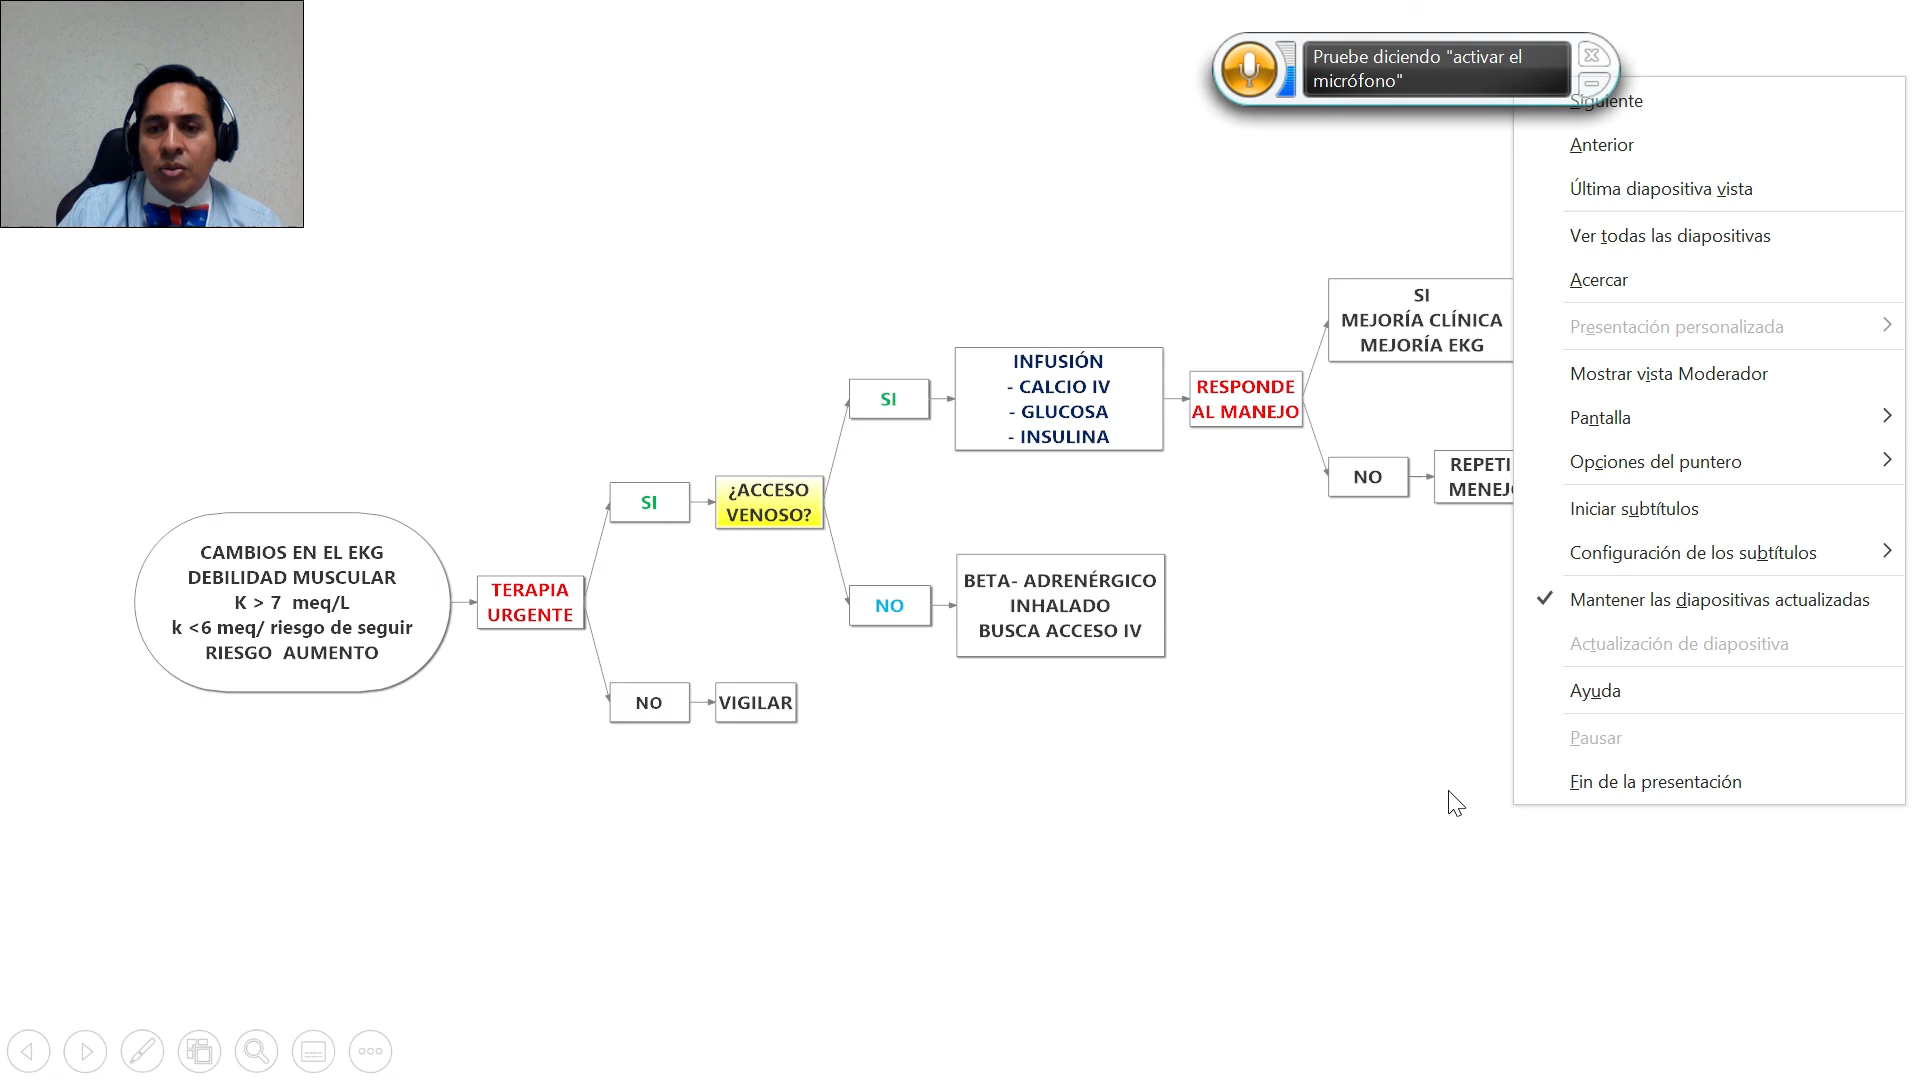 Pruebe diciendo "activar el
micrófono"
Siguiente
Anterior
Última diapositiva vista
Ver todas las diapositivas
Acercar
Presentación personalizada
Mostrar vista Moderador
Pantalla
Opciones del puntero
Iniciar subtítulos
Configuración de los subtítulos
Mantener las diapositivas actualizadas
Actualización de diapositiva
Ayuda
Pausar
Fin de la presentación
CAMBIOS EN EL EKG
DEBILIDAD MUSCULAR
K > 7 meq/L
k <6 meq/ riesgo de seguir
RIESGO AUMENTO
TERAPIA
URGENTE
SI
¿ACCESO
VENOSO?
NO
VIGILAR
SI
INFUSIÓN
- CALCIO IV
- GLUCOSA
- INSULINA
NO
BETA- ADRENÉRGICO
INHALADO
BUSCA ACCESO IV
RESPONDE
AL MANEJO
SI
MEJORÍA CLÍNICA
MEJORÍA EKG
NO